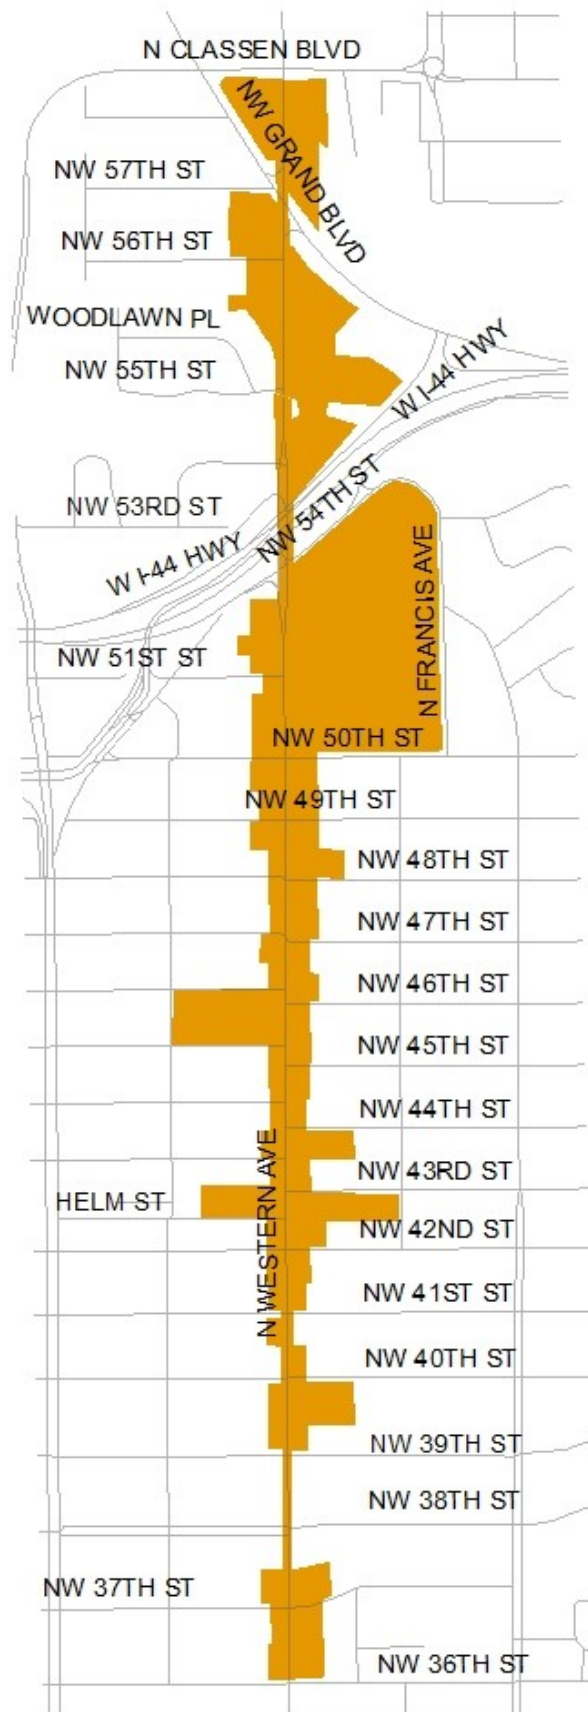 N CLASSEN BLVD
NW GRAND BLVD
NW 57TH ST
NW 56TH ST
WOODLAWN PL
NW 55TH ST
W I-44 HWY
NW 54TH ST
NW 53RD ST
W I-44 HWY
N FRANCIS AVE
NW 51ST ST
NW 50TH ST
NW 49TH ST
NW 48TH ST
NW 47TH ST
NW 46TH ST
NW 45TH ST
NW 44TH ST
NW 43RD ST
HELM ST
N WESTERN AVE
NW 42ND ST
NW 41ST ST
NW 40TH ST
NW 39TH ST
NW 38TH ST
NW 37TH ST
NW 36TH ST